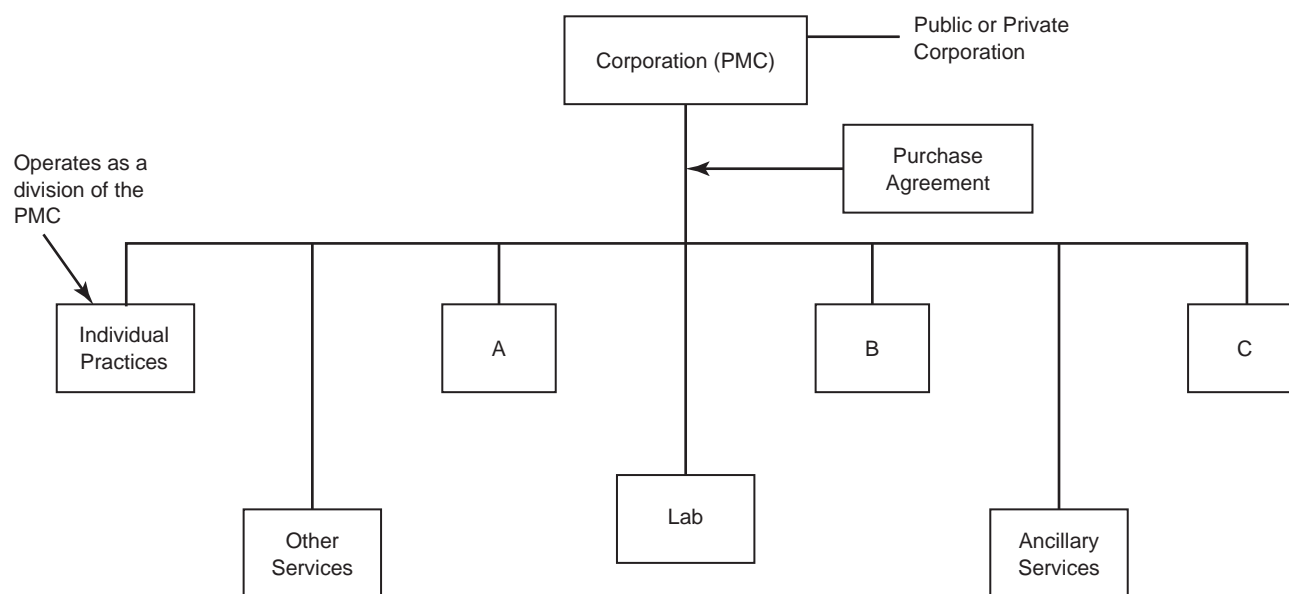 Public or Private
Corporation
Corporation (PMC)
Purchase
Agreement
Operates as a
division of the
PMC
Individual
Practices
A
B
C
Lab
Other
Services
Ancillary
Services